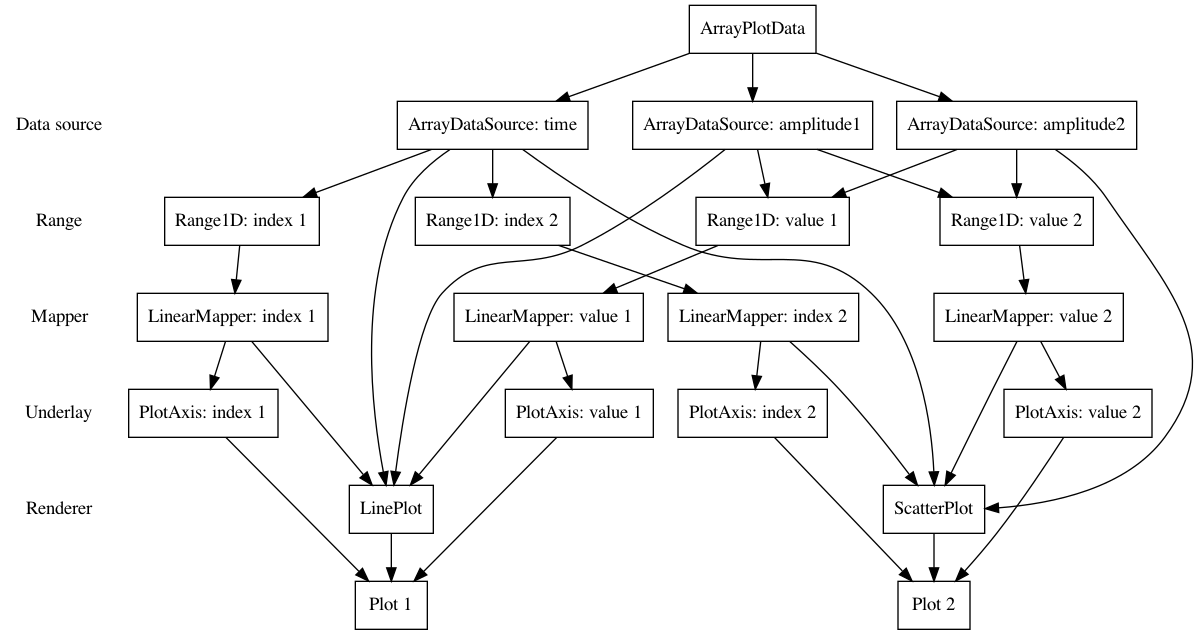 ArrayPlotData
Data source
ArrayDataSource: time
ArrayDataSource: amplitude1
ArrayDataSource: amplitude2
Range
Range1D: index 1
Range1D: index 2
Range1D: value 1
Range1D: value 2
Mapper
LinearMapper: index 1
LinearMapper: value 1
LinearMapper: index 2
LinearMapper: value 2
Underlay
PlotAxis: index 1
PlotAxis: value 1
PlotAxis: index 2
PlotAxis: value 2
Renderer
LinePlot
ScatterPlot
Plot 1
Plot 2